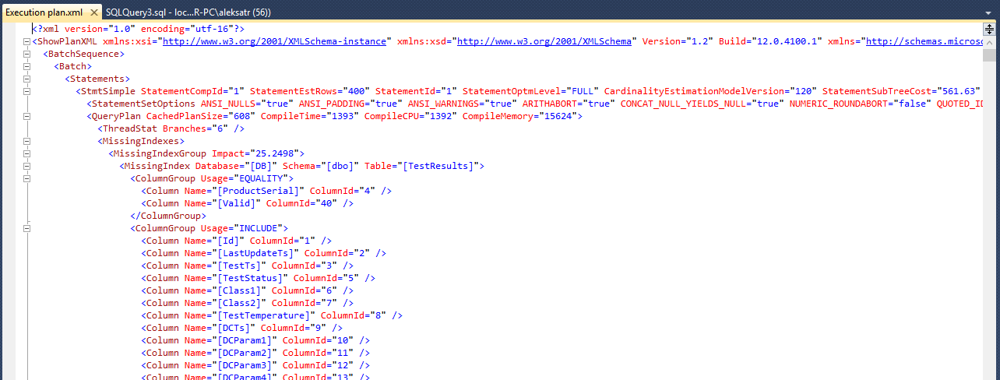 Execution plan.xml SQLQuery3.sql - loc...R-PC\aleksatr (56))
<?xml version="1.0" encoding="utf-16"?>
<ShowPlanXML xmlns:xsi="http://www.w3.org/2001/XMLSchema-instance" xmlns:xsd="http://www.w3.org/2001/XMLSchema" Version="1.2" Build="12.0.4100.1" xmlns="http://schemas.micros
<BatchSequence>
<Batch>
<Statements>
<StmtSimple StatementCompId="1" StatementEstRows="400" StatementId="1" StatementOptmLevel="FULL" CardinalityEstimationModelVersion="120" StatementSubTreeCost="561.63"
<StatementSetOptions ANSI_NULLS="true" ANSI_PADDING="true" ANSI_WARNINGS="true" ARITHABORT="true" CONCAT_NULL_YIELDS_NULL="true" NUMERIC_ROUNDABORT="false" QUOTED_ID
<QueryPlan CachedPlanSize="608" CompileTime="1393" CompileCPU="1392" CompileMemory="15624">
<ThreadStat Branches="6" />
<MissingIndexes>
<MissingIndexGroup Impact="25.2498">
<MissingIndex Database="[DB]" Schema="[dbo]" Table="[TestResults]">
<ColumnGroup Usage="EQUALITY">
<Column Name="[ProductSerial]" ColumnId="4" />
<Column Name="[Valid]" ColumnId="40" />
</ColumnGroup>
<ColumnGroup Usage="INCLUDE">
<Column Name="[Id]" ColumnId="1" />
<Column Name="[LastUpdateTs]" ColumnId="2" />
<Column Name="[TestTs]" ColumnId="3" />
<Column Name="[TestStatus]" ColumnId="5" />
<Column Name="[Class1]" ColumnId="6" />
<Column Name="[Class2]" ColumnId="7" />
<Column Name="[TestTemperature]" ColumnId="8" />
<Column Name="[DCTs]" ColumnId="9" />
<Column Name="[DCParam1]" ColumnId="10" />
<Column Name="[DCParam2]" ColumnId="11" />
<Column Name="[DCParam3]" ColumnId="12" />
<Column Name="[DCParam4]" ColumnId="13" />